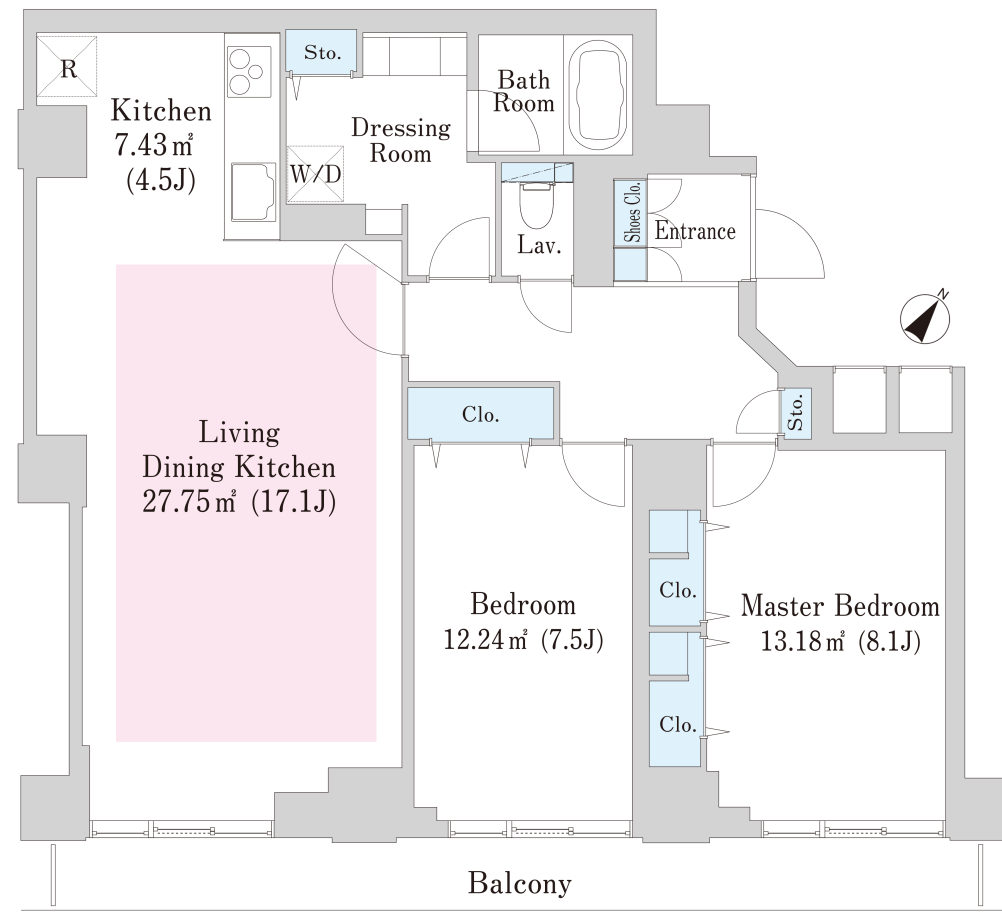 R
Kitchen
7.43㎡
(4.5J)
Sto.
Dressing
Room
W/D
Bath
Room
Lav.
Shoes Clo.
Entrance
N
Living
Dining Kitchen
27.75㎡ (17.1J)
Clo.
Sto.
Bedroom
12.24㎡ (7.5J)
Clo.
Clo.
Master Bedroom
13.18㎡ (8.1J)
Balcony